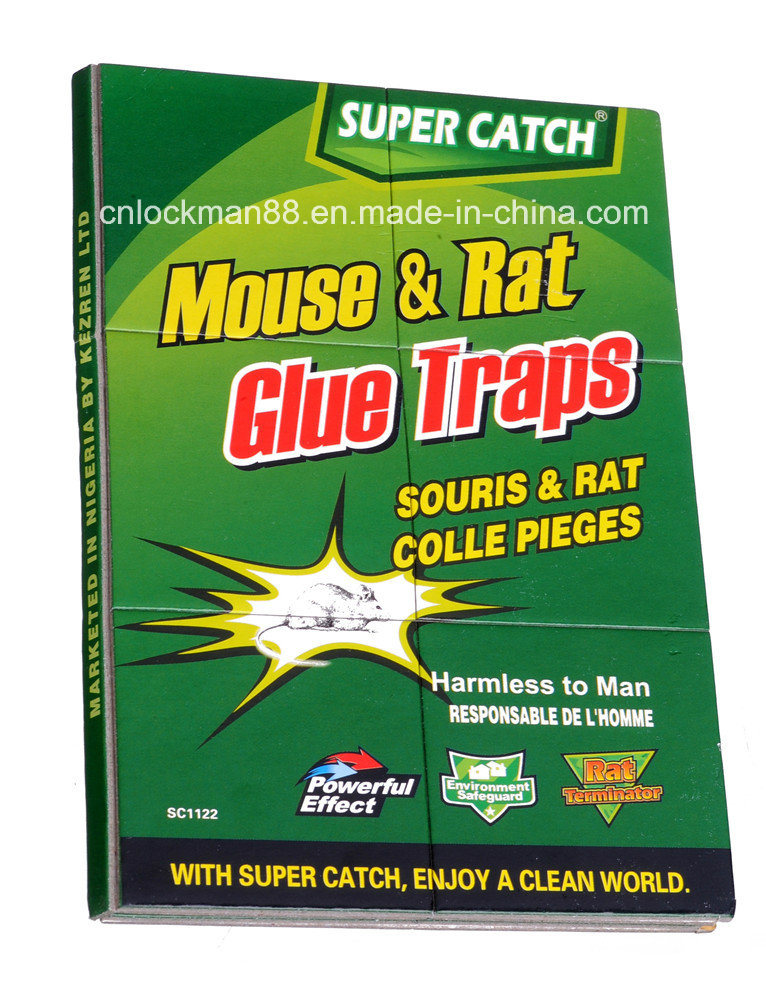 SUPER CATCH®
cnlockman88.en.made-in-china.com
Mouse & Rat
Glue Traps
SOURIS & RAT
COLLE PIEGES
Harmless to Man
RESPONSABLE DE L'HOMME
Powerful
Effect
Environment
Safeguard
Rat
Terminator
SC1122
WITH SUPER CATCH, ENJOY A CLEAN WORLD.
MARKETED IN NIGERIA BY KEZREN LTD